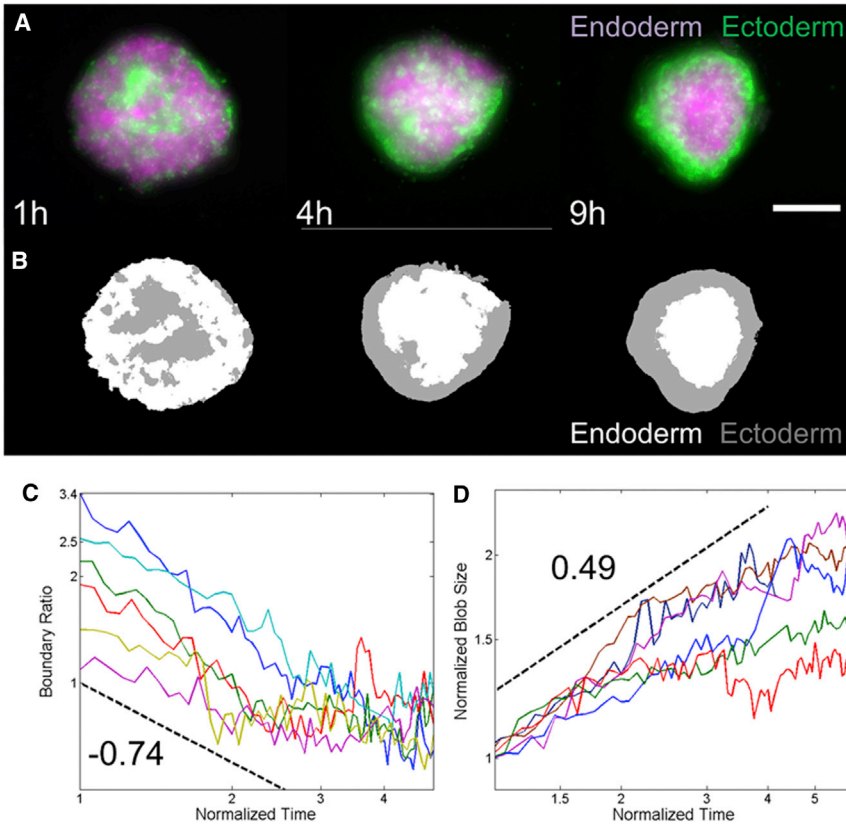 A
Endoderm Ectoderm
1h
4h
9h
B
Endoderm Ectoderm
C
3.4
2.5
2
1
Boundary Ratio
-0.74
1
2
3
4
Normalized Time
D
2
1.5
1
Normalized Blob Size
0.49
1.5
2
3
4
5
Normalized Time